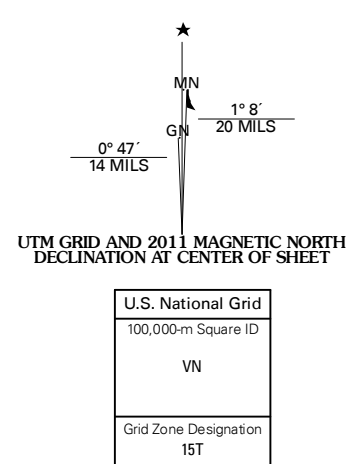 MN
1° 8´
20 MILS
GN
0° 47´
14 MILS
UTM GRID AND 2011 MAGNETIC NORTH
DECLINATION AT CENTER OF SHEET
U.S. National Grid
100,000-m Square ID
VN
Grid Zone Designation
15T